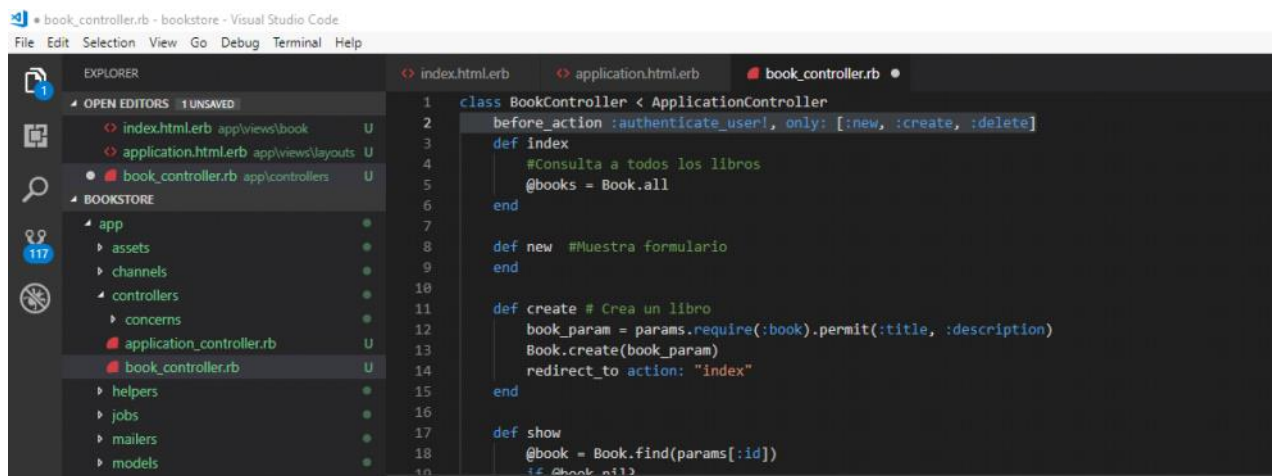 ● book_controller.rb - bookstore - Visual Studio Code
File Edit Selection View Go Debug Terminal Help
EXPLORER
OPEN EDITORS 1 UNSAVED
index.html.erb app\views\book U
application.html.erb app\views\layouts U
● book_controller.rb app\controllers U
BOOKSTORE
app
assets
channels
controllers
concerns
application_controller.rb U
book_controller.rb U
helpers
jobs
mailers
models
1
117
index.html.erb application.html.erb book_controller.rb ●
1 class BookController < ApplicationController
2 before_action :authenticate_user!, only: [:new, :create, :delete]
3 def index
4 #Consulta a todos los libros
5 @books = Book.all
6 end
7
8 def new #Muestra formulario
9 end
10
11 def create # Crea un libro
12 book_param = params.require(:book).permit(:title, :description)
13 Book.create(book_param)
14 redirect_to action: "index"
15 end
16
17 def show
18 @book = Book.find(params[:id])
19 if @book.nil?